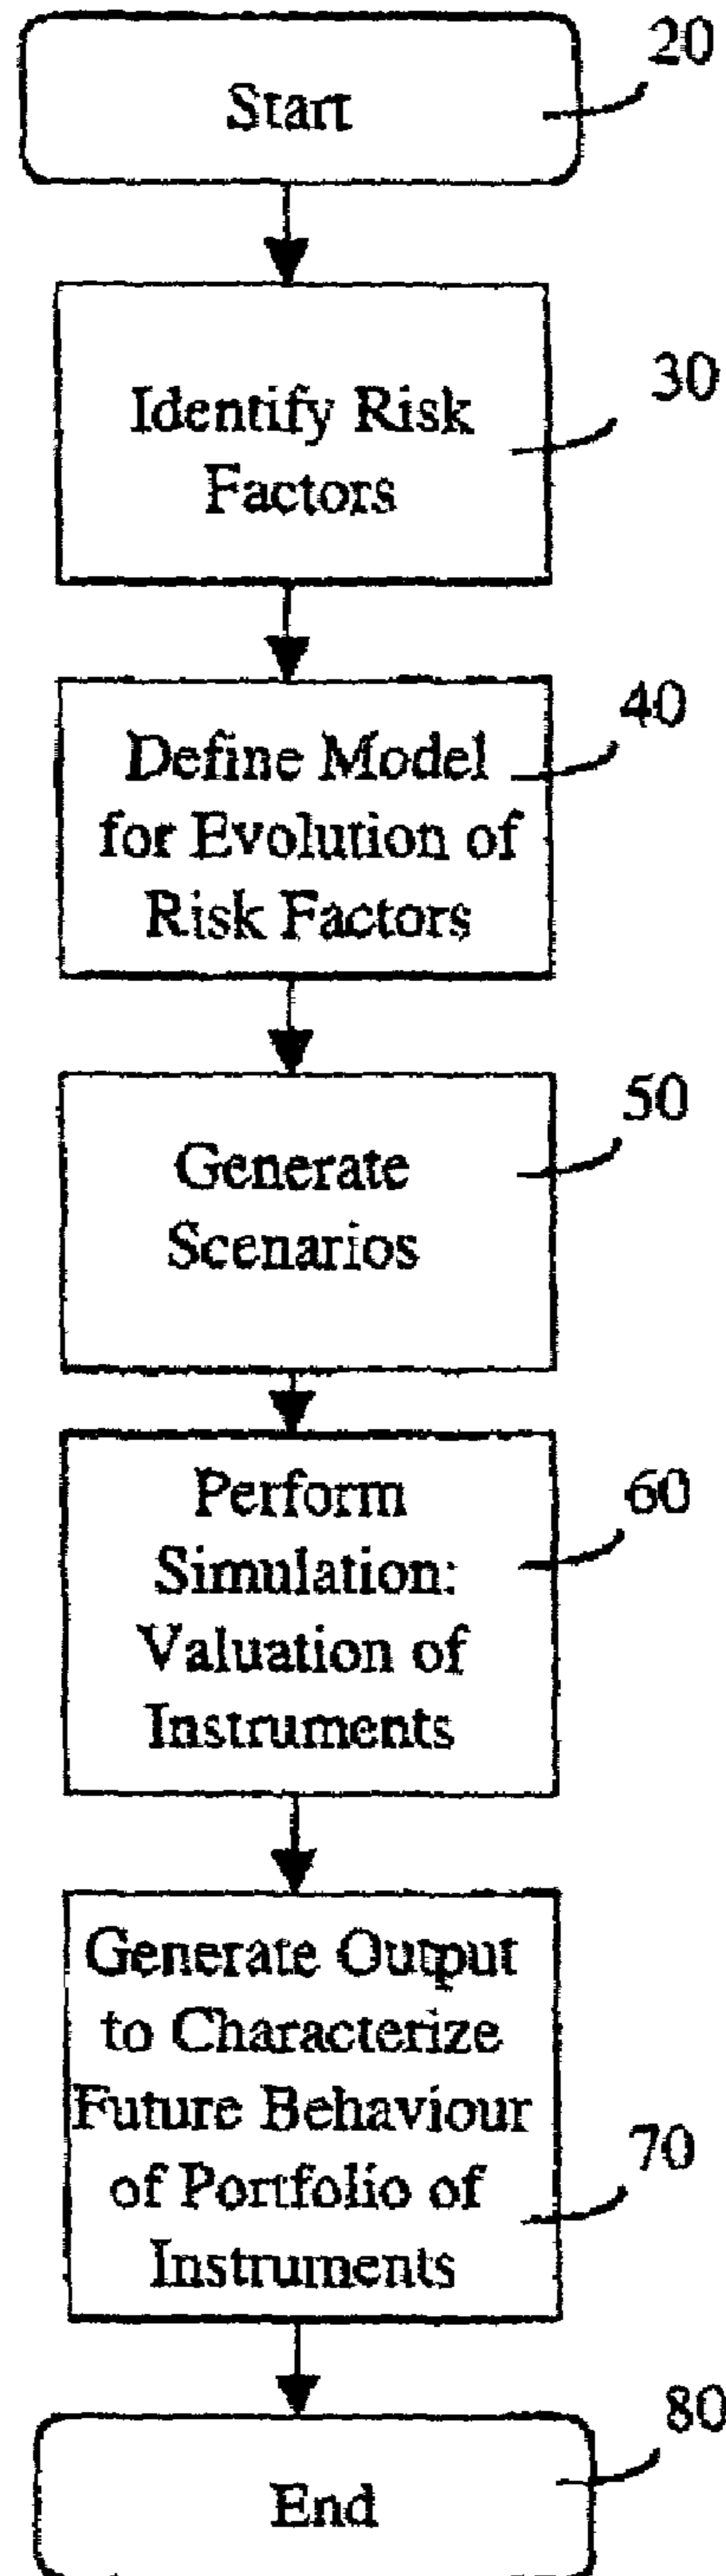 20
Start
30
Identify Risk
Factors
40
Define Model
for Evolution of
Risk Factors
50
Generate
Scenarios
60
Perform
Simulation:
Valuation of
Instruments
Generate Output
to Characterize
Future Behaviour
70
of Portfolio of
Instruments
80
End